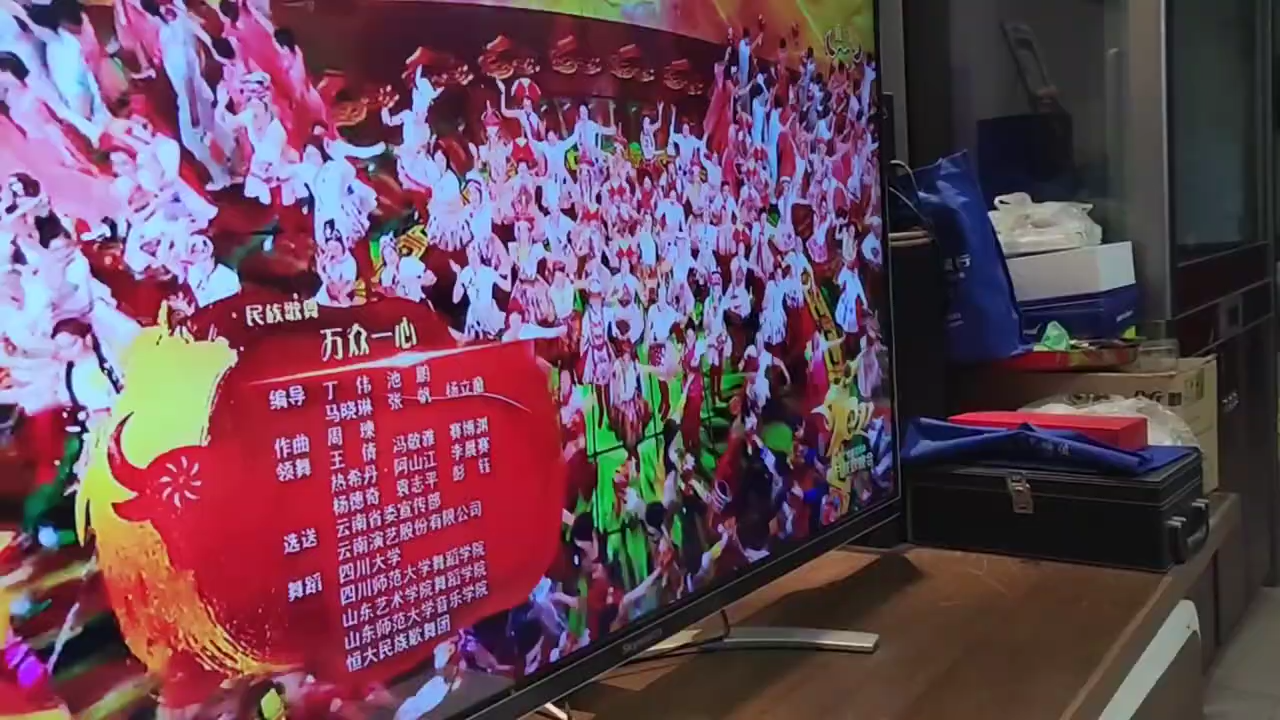 民族歌舞
万众一心
编导 丁 伟 池 鹏
马晓琳 张 帆 杨立童
作曲 周 㻛
领舞 王 倩 冯敬雅 赛博渊
热希丹·阿山江 李晨赛
杨德奇 袁志平 彭 钰
选送 云南省委宣传部
云南演艺股份有限公司
舞蹈 四川大学
四川师范大学舞蹈学院
山东艺术学院舞蹈学院
山东师范大学音乐学院
恒大民族歌舞团
Skyworth